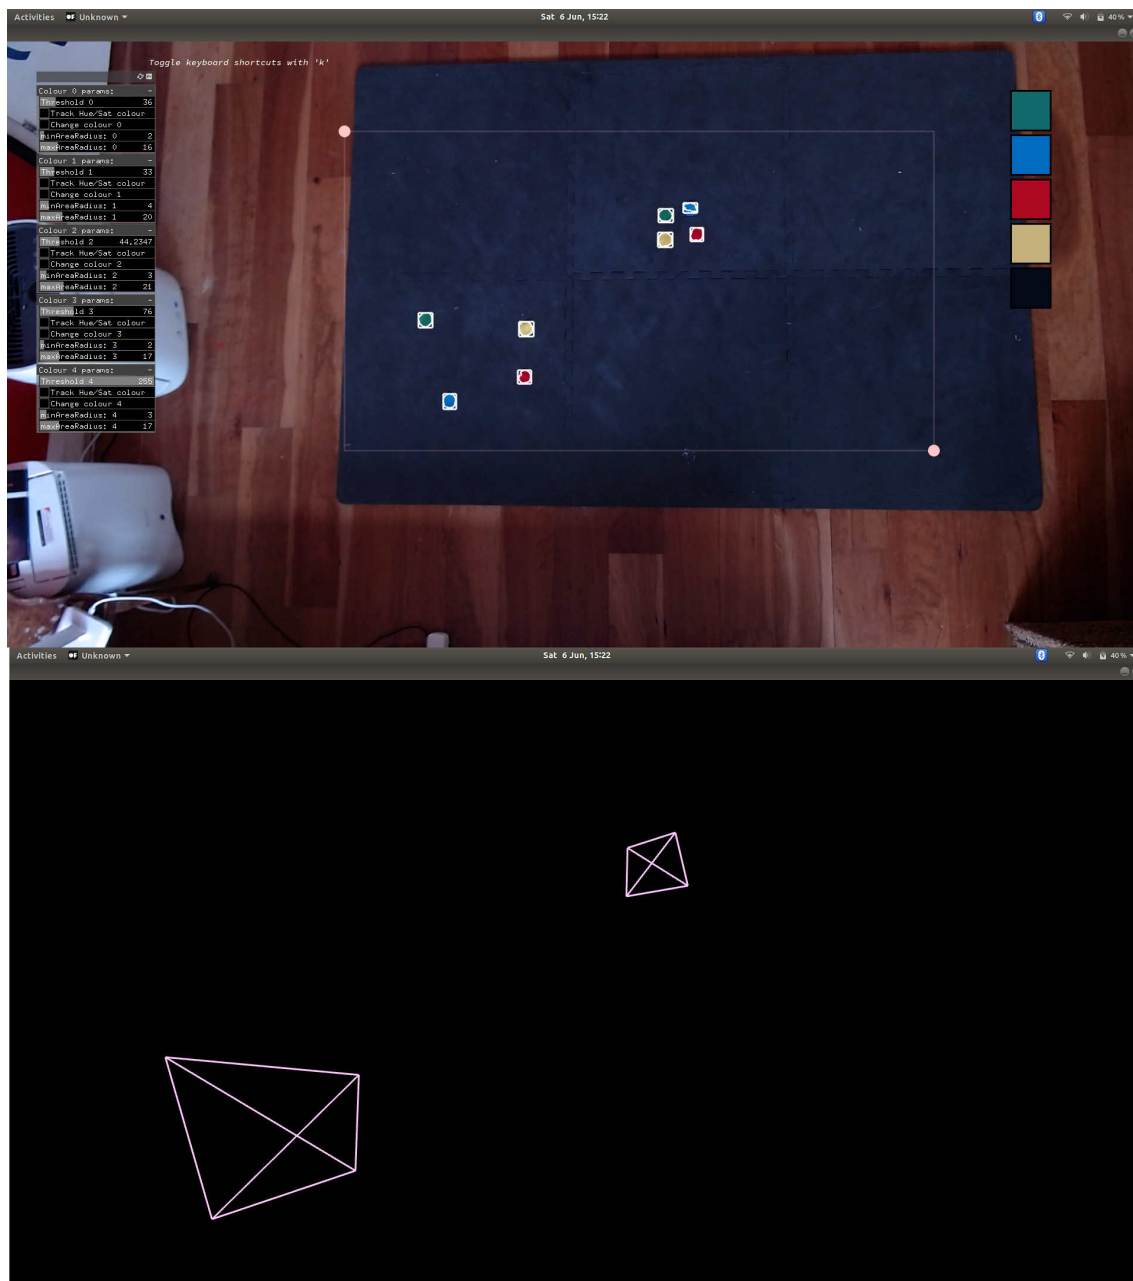 Activities Unknown Sat 6 Jun, 15:22 40 %
Toggle keyboard shortcuts with 'k'
Colour 0 params: -
Threshold 0 36
Track Hue/Sat colour
Change colour 0
minAreaRadius: 0 2
maxAreaRadius: 0 16
Colour 1 params: -
Threshold 1 33
Track Hue/Sat colour
Change colour 1
minAreaRadius: 1 4
maxAreaRadius: 1 20
Colour 2 params: -
Threshold 2 44.2347
Track Hue/Sat colour
Change colour 2
minAreaRadius: 2 3
maxAreaRadius: 2 21
Colour 3 params: -
Threshold 3 76
Track Hue/Sat colour
Change colour 3
minAreaRadius: 3 2
maxAreaRadius: 3 17
Colour 4 params: -
Threshold 4 255
Track Hue/Sat colour
Change colour 4
minAreaRadius: 4 3
maxAreaRadius: 4 17
Activities Unknown Sat 6 Jun, 15:22 40 %